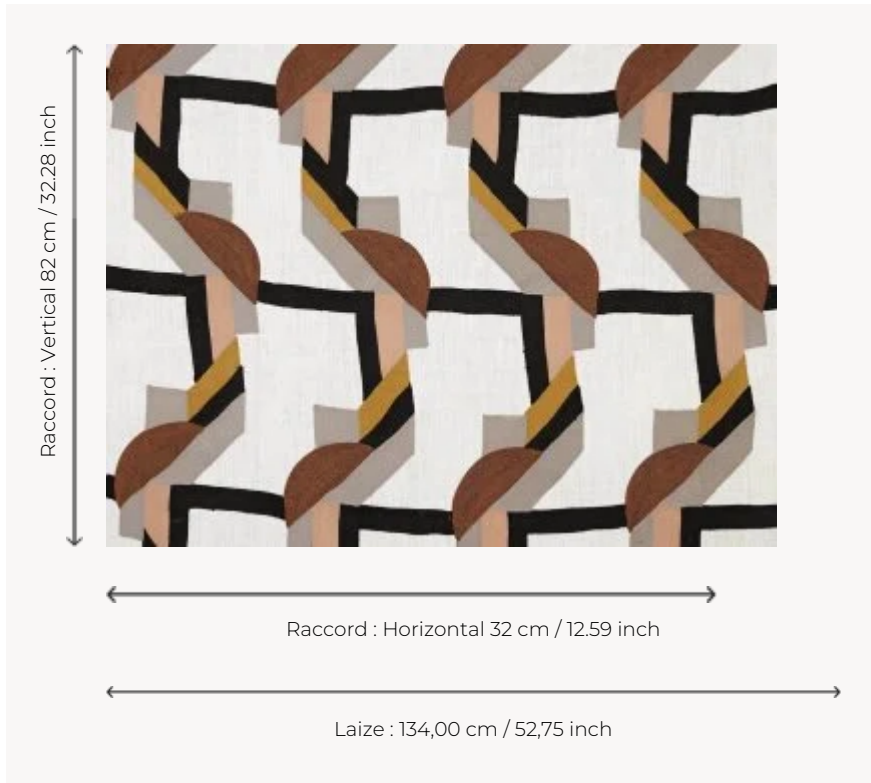 Raccord : Vertical 82 cm / 32.28 inch
Raccord : Horizontal 32 cm / 12.59 inch
Laize : 134,00 cm / 52,75 inch